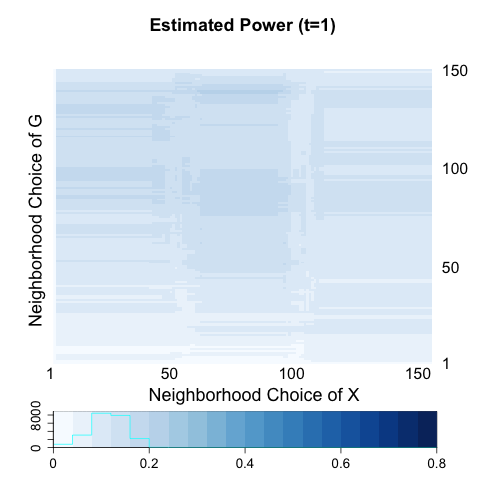 Estimated Power (t=1)
Neighborhood Choice of G
150
100
50
1
1 50 100 150
Neighborhood Choice of X
0 8000
0 0.2 0.4 0.6 0.8